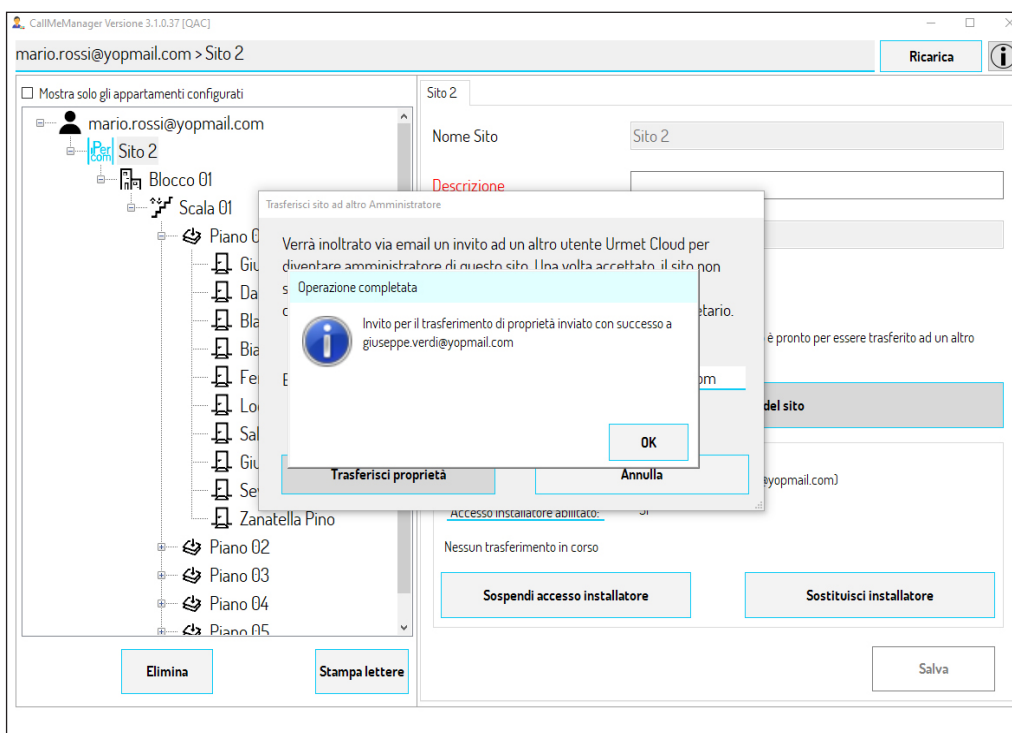 CallMeManager Versione 3.1.0.37 [QAC]
mario.rossi@yopmail.com > Sito 2
Ricarica
Mostra solo gli appartamenti configurati
mario.rossi@yopmail.com
iPer com
Sito 2
Blocco 01
Scala 01
Piano 0
Giu
Da
Bla
Bia
Fe
Lo
Sal
Giu
Se
Zanatella Pino
Piano 02
Piano 03
Piano 04
Piano 05
Elimina
Stampa lettere
Sito 2
Nome Sito
Sito 2
Descrizione
è pronto per essere trasferito ad un altro
del sito
@yopmail.com)
Accesso installatore abilitato:
Nessun trasferimento in corso
Sospendi accesso installatore
Sostituisci installatore
Salva
Trasferisci sito ad altro Amministratore
Verrà inoltrato via email un invito ad un altro utente Urmet Cloud per
diventare amministratore di questo sito. Una volta accettato, il sito non
s
etario.
E
om
Trasferisci proprietà
Annulla
Operazione completata
Invito per il trasferimento di proprietà inviato con successo a
giuseppe.verdi@yopmail.com
OK